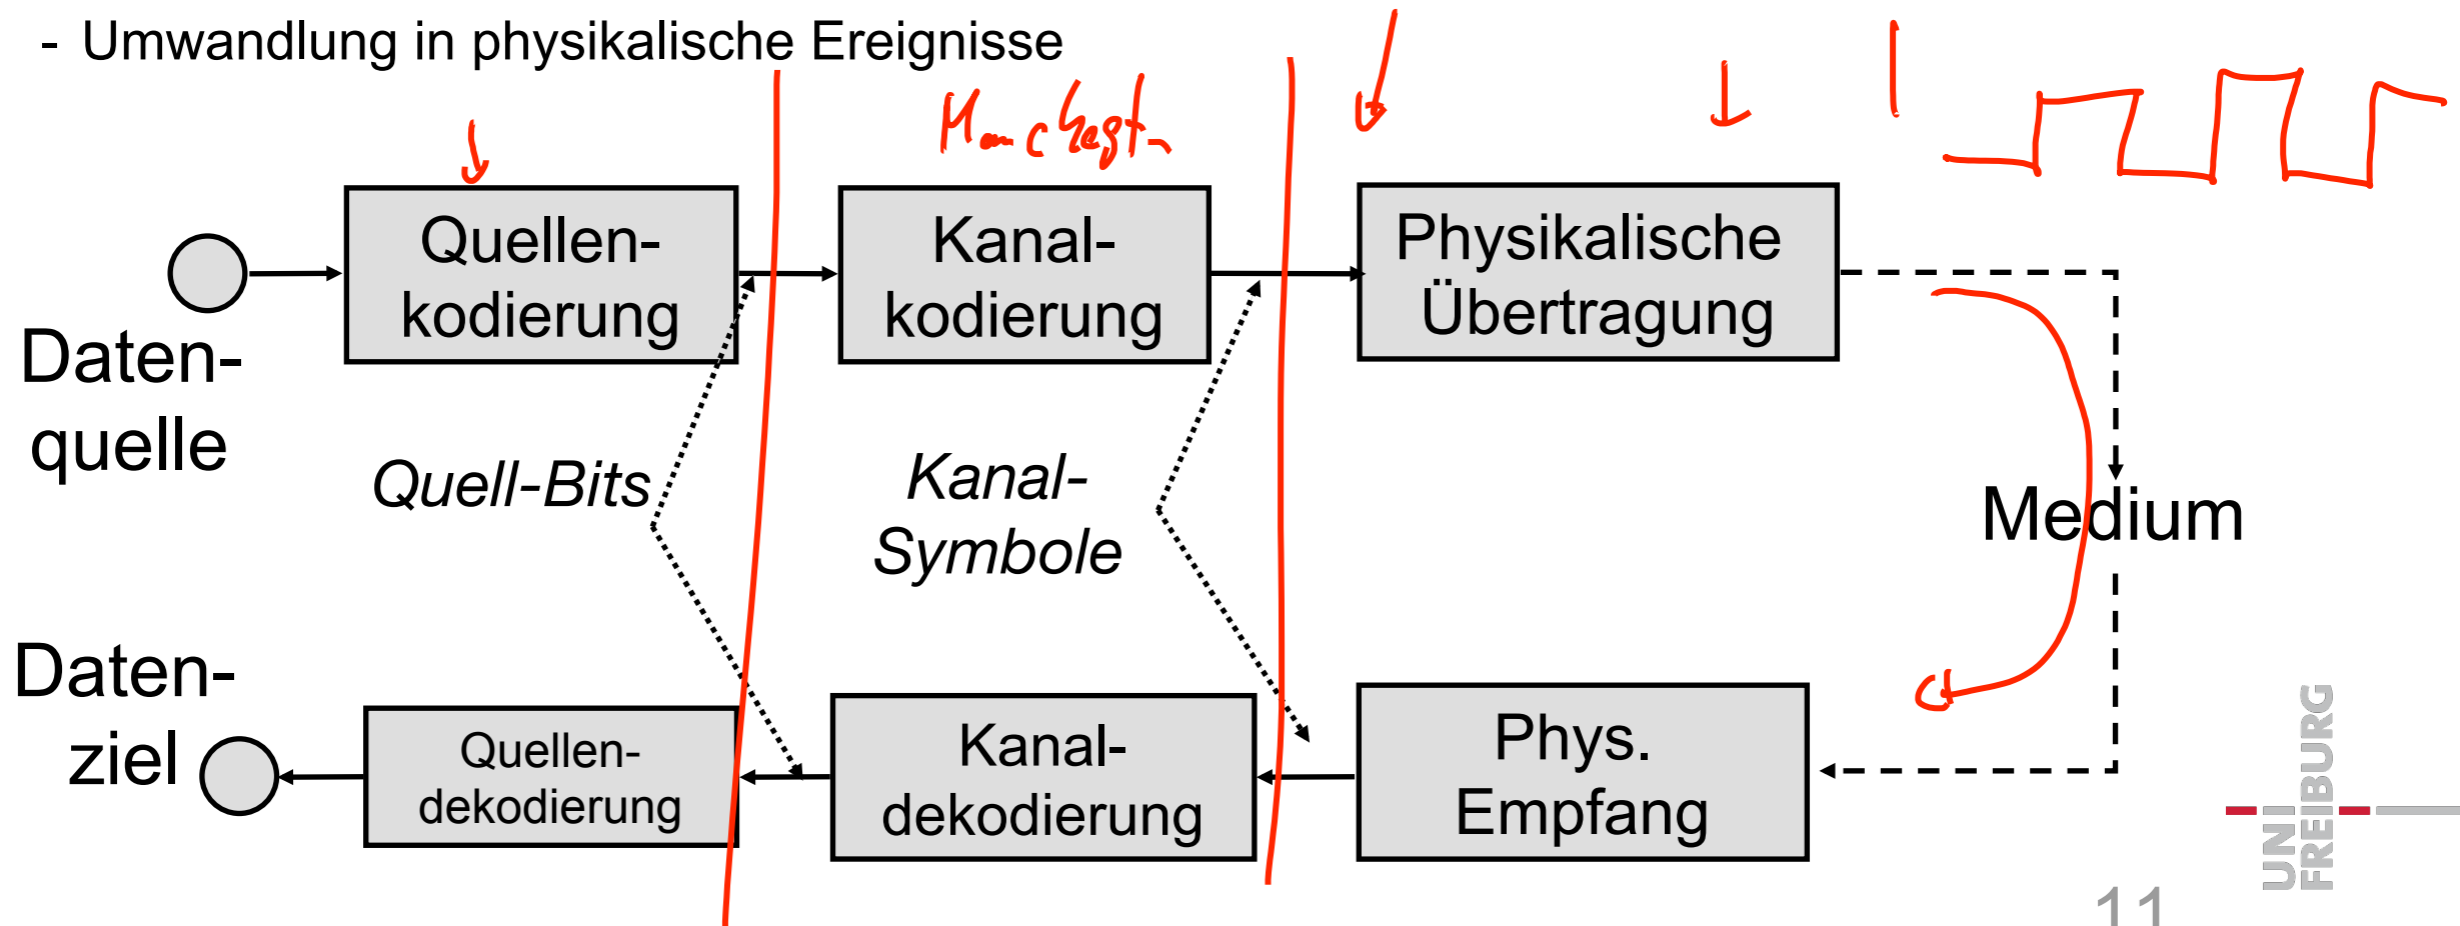 - Umwandlung in physikalische Ereignisse
Quellen-
kodierung
Kanal-
kodierung
Physikalische
Übertragung
Daten-
quelle
Quell-Bits
Kanal-
Symbole
Medium
Daten-
ziel
Quellen-
dekodierung
Kanal-
dekodierung
Phys.
Empfang
UNI
FREIBURG
11